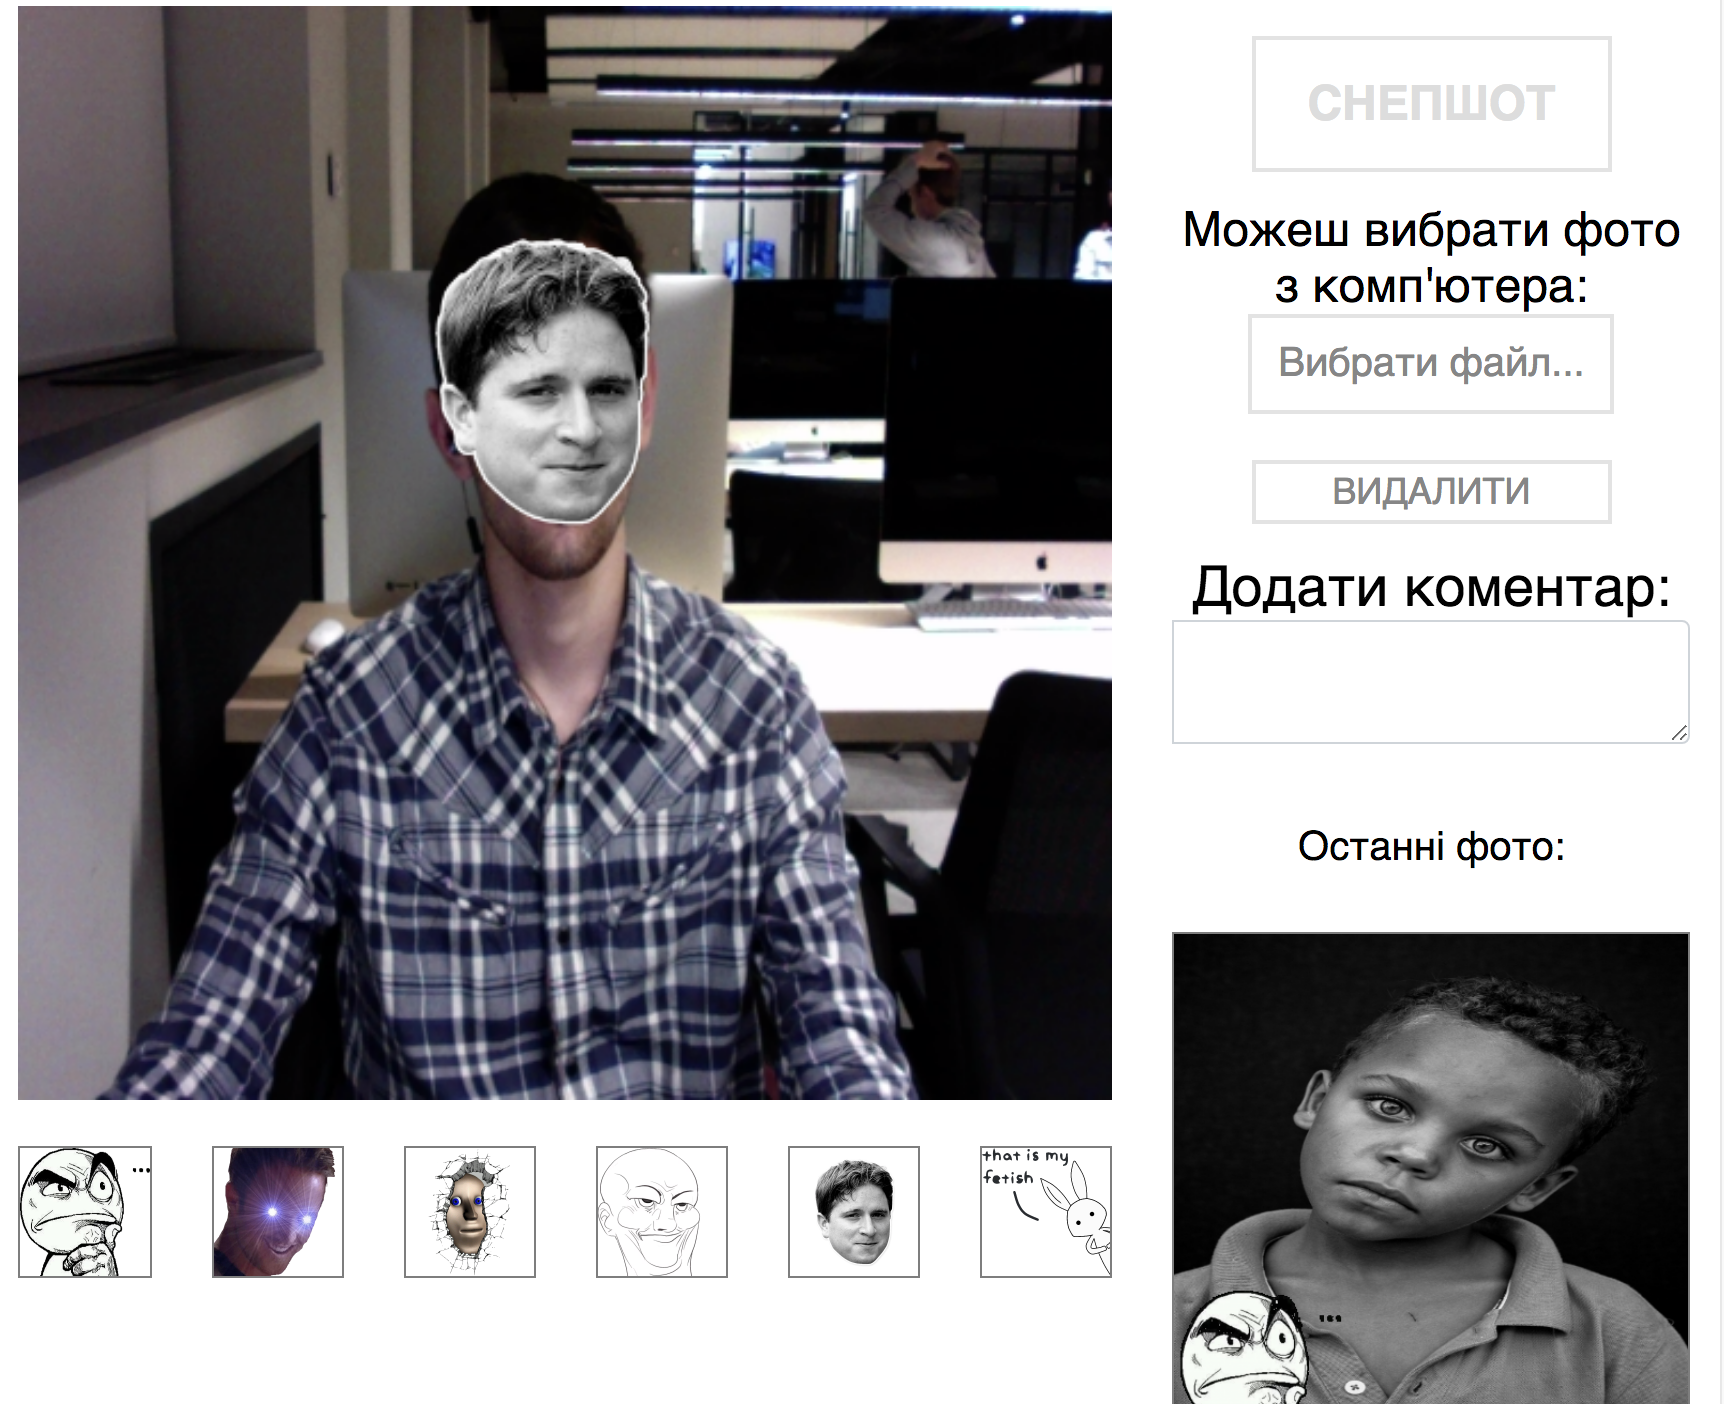 СНЕПШОТ
Можеш вибрати фото
з комп'ютера:
Вибрати файл...
ВИДАЛИТИ
Додати коментар:
Останні фото:
...
that is my
fetish
...